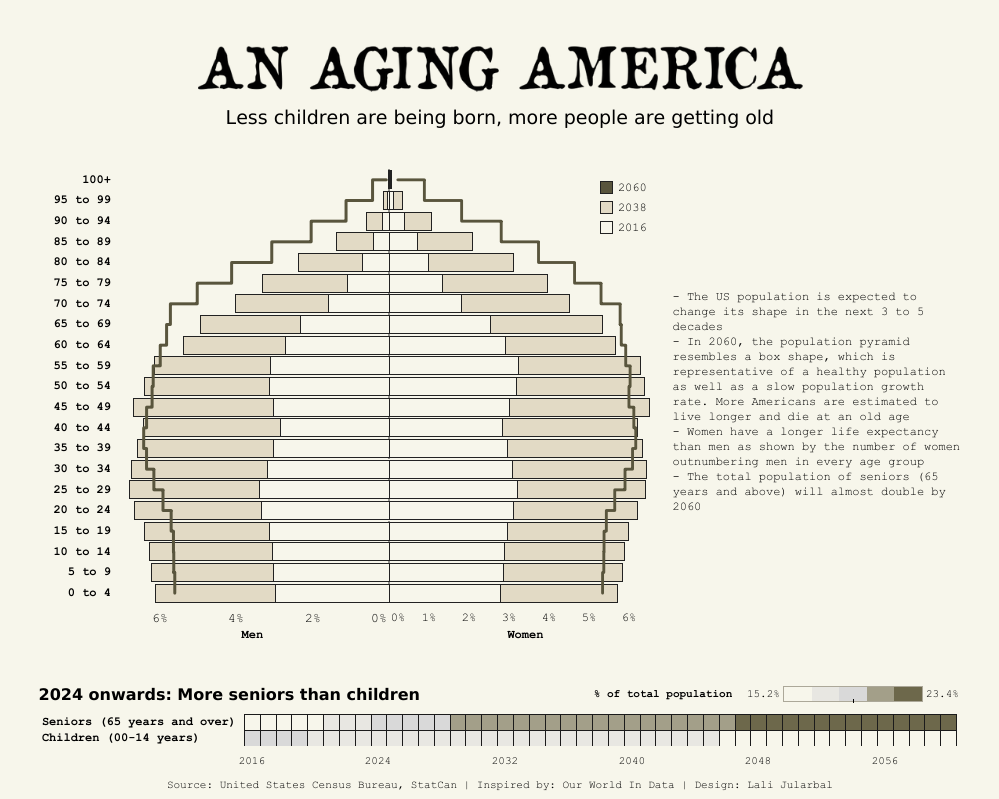 AN AGING AMERICA
Less children are being born, more people are getting old
100+
95 to 99
90 to 94
85 to 89
80 to 84
75 to 79
70 to 74
65 to 69
60 to 64
55 to 59
50 to 54
45 to 49
40 to 44
35 to 39
30 to 34
25 to 29
20 to 24
15 to 19
10 to 14
5 to 9
0 to 4
6% 4% 2% 0% 0% 1% 2% 3% 4% 5% 6%
Men Women
2060
2038
2016
- The US population is expected to
change its shape in the next 3 to 5
decades
- In 2060, the population pyramid
resembles a box shape, which is
representative of a healthy population
as well as a slow population growth
rate. More Americans are estimated to
live longer and die at an old age
- Women have a longer life expectancy
than men as shown by the number of women
outnumbering men in every age group
- The total population of seniors (65
years and above) will almost double by
2060
2024 onwards: More seniors than children
% of total population 15.2% 23.4%
Seniors (65 years and over)
Children (00-14 years)
2016 2024 2032 2040 2048 2056
Source: United States Census Bureau, StatCan | Inspired by: Our World In Data | Design: Lali Jularbal